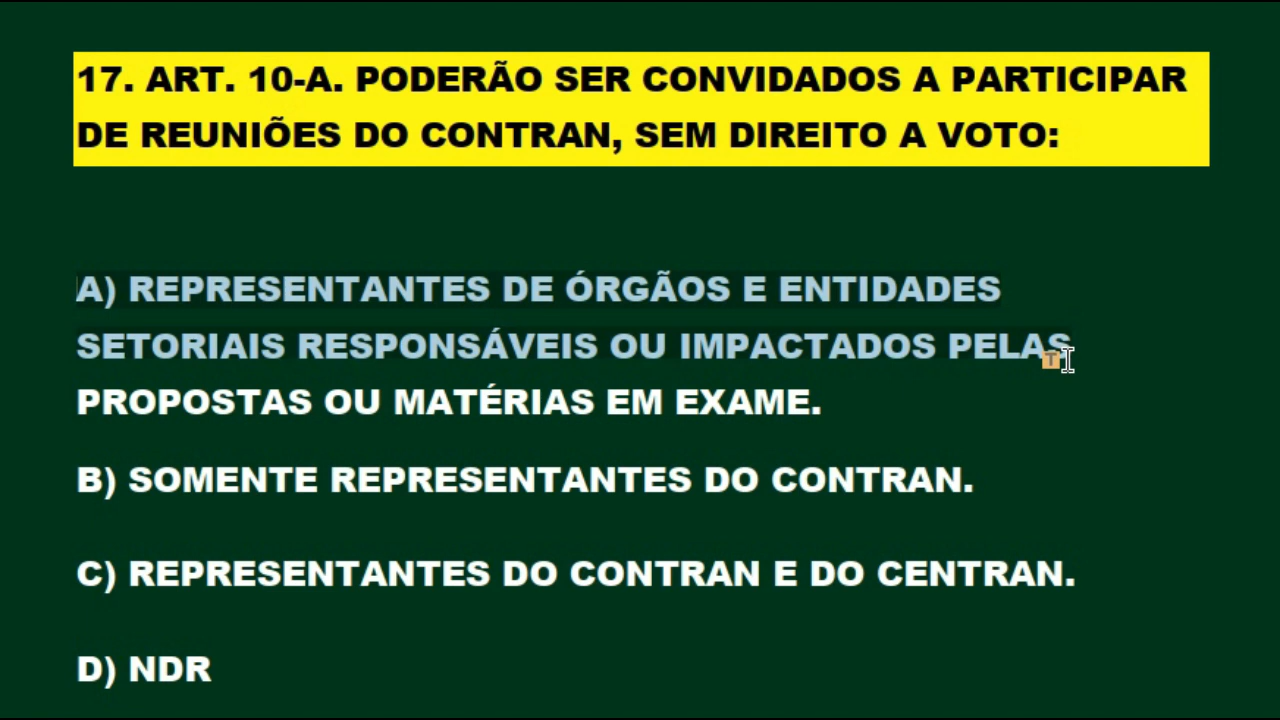 17. ART. 10-A. PODERÃO SER CONVIDADOS A PARTICIPAR
DE REUNIÕES DO CONTRAN, SEM DIREITO A VOTO:
A) REPRESENTANTES DE ÓRGÃOS E ENTIDADES
SETORIAIS RESPONSÁVEIS OU IMPACTADOS PELAS
PROPOSTAS OU MATÉRIAS EM EXAME.
B) SOMENTE REPRESENTANTES DO CONTRAN.
C) REPRESENTANTES DO CONTRAN E DO CENTRAN.
D) NDR